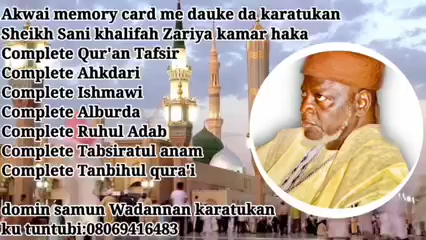 Akwai memory card me dauke da karatukan
Sheikh Sani khalifah Zariya kamar haka
Complete Qur'an Tafsir
Complete Ahkdari
Complete Ishmawi
Complete Alburda
Complete Ruhul Adab
Complete Tabsiratul anam
Complete Tanbihul qura'i
domin samun Wadannan karatukan
ku tuntubi:08069416483